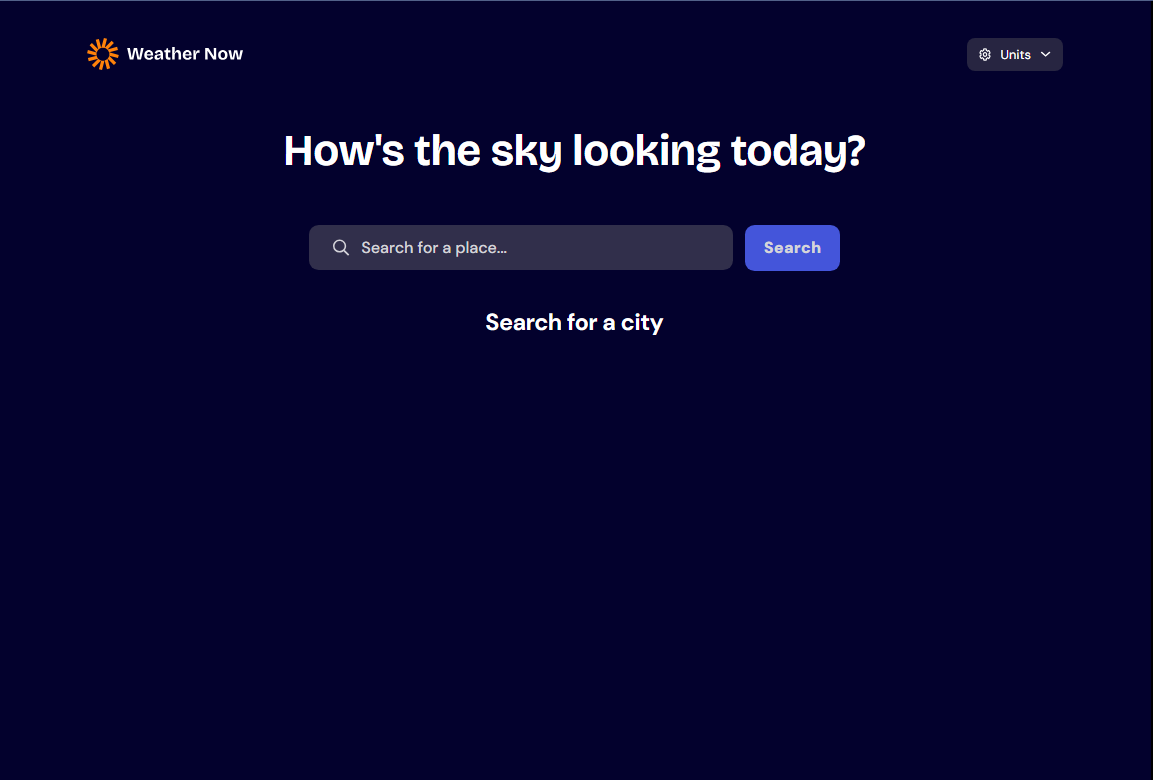 Weather Now
Units
How's the sky looking today?
Search for a place...
Search
Search for a city